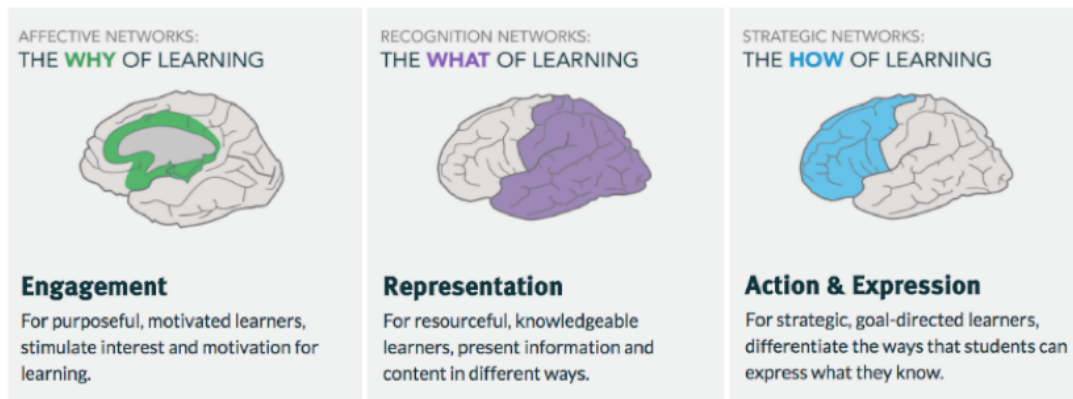 AFFECTIVE NETWORKS:
THE WHY OF LEARNING
Engagement
For purposeful, motivated learners,
stimulate interest and motivation for
learning.
RECOGNITION NETWORKS:
THE WHAT OF LEARNING
Representation
For resourceful, knowledgeable
learners, present information and
content in different ways.
STRATEGIC NETWORKS:
THE HOW OF LEARNING
Action & Expression
For strategic, goal-directed learners,
differentiate the ways that students can
express what they know.